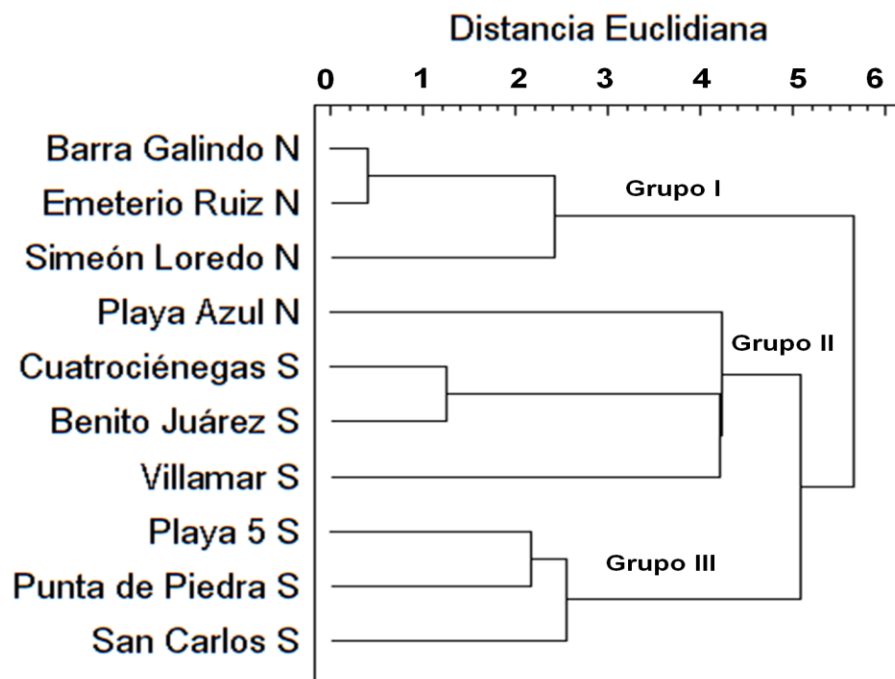 Distancia Euclidiana
0 1 2 3 4 5 6
Barra Galindo N
Grupo I
Emeterio Ruiz N
Simeón Loredo N
Playa Azul N
Grupo II
Cuatrociénegas S
Benito Juárez S
Villamar S
Playa 5 S
Grupo III
Punta de Piedra S
San Carlos S